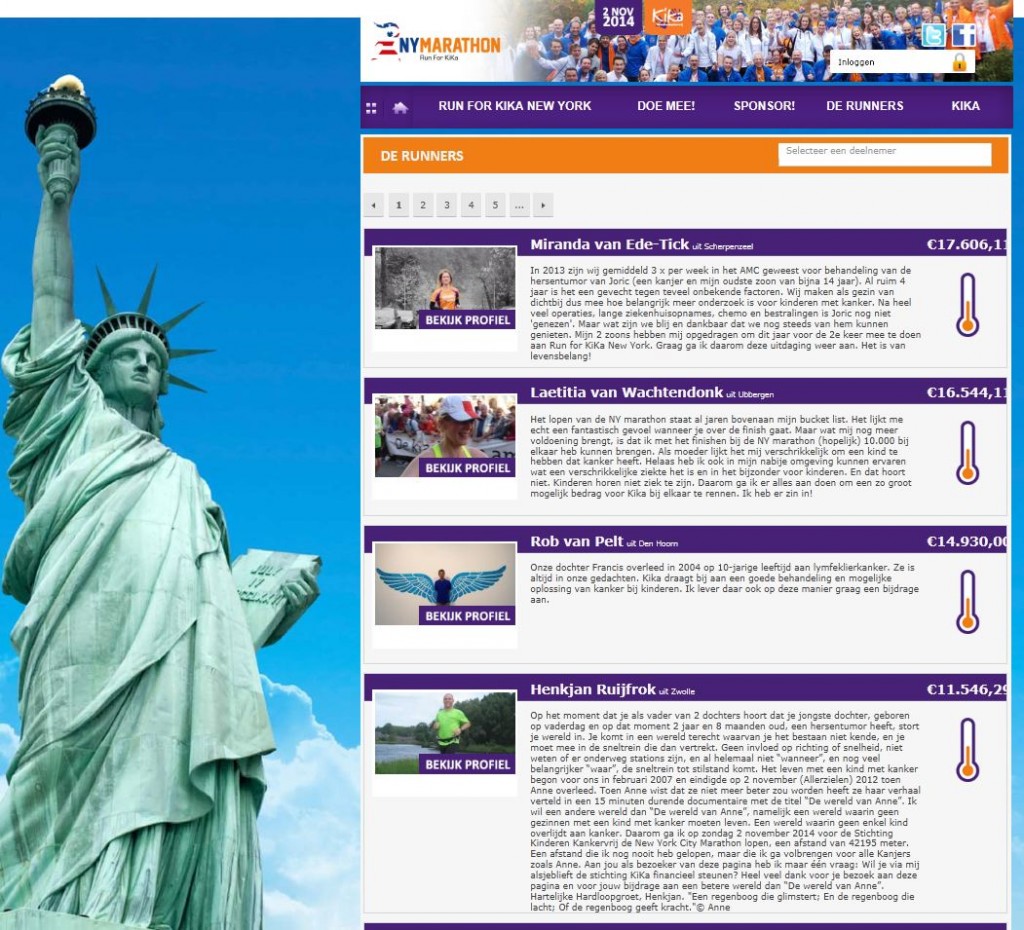 2 NOV
2014
KiKa
NY MARATHON
Run For KiKa
Inloggen
RUN FOR KIKA NEW YORK DOE MEE! SPONSOR! DE RUNNERS KIKA
DE RUNNERS
Selecteer een deelnemer
1 2 3 4 5 ...
Miranda van Ede-Tick uit Scherpenzeel €17.606,11
In 2013 zijn wij gemiddeld 3 x per week in het AMC geweest voor behandeling van de
hersentumor van Joric (een kanjer en mijn oudste zoon van bijna 14 jaar). Al ruim 4
jaar is het een gevecht tegen teveel onbekende factoren. Wij maken als gezin van
dichtbij dus mee hoe belangrijk meer onderzoek is voor kinderen met kanker. Na heel
veel operaties, lange ziekenhuisopnames, chemo en bestralingen is Joric nog niet
'genezen'. Maar wat zijn we blij en dankbaar dat we nog steeds van hem kunnen
genieten. Mijn 2 zoons hebben mij opgedragen om dit jaar voor de 2e keer mee te doen
aan Run for KiKa New York. Graag ga ik daarom deze uitdaging weer aan. Het is van
levensbelang!
BEKIJK PROFIEL
Laetitia van Wachtendonk uit Ubbergen €16.544,11
Het lopen van de NY marathon staat al jaren bovenaan mijn bucket list. Het lijkt me
echt een fantastisch gevoel wanneer je over de finish gaat. Maar wat mij nog meer
voldoening brengt, is dat ik met het finishen bij de NY marathon (hopelijk) 10.000 bij
elkaar heb kunnen brengen. Als moeder lijkt het mij verschrikkelijk om een kind te
hebben dat kanker heeft. Helaas heb ik ook in mijn nabije omgeving kunnen ervaren
wat een verschrikkelijke ziekte het is en in het bijzonder voor kinderen. En dat hoort
niet. Kinderen horen niet ziek te zijn. Daarom ga ik er alles aan doen om een zo groot
mogelijk bedrag voor Kika bij elkaar te rennen. Ik heb er zin in!
BEKIJK PROFIEL
Rob van Pelt uit Den Hoorn €14.930,00
Onze dochter Francis overleed in 2004 op 10-jarige leeftijd aan lymfeklierkanker. Ze is
altijd in onze gedachten. Kika draagt bij aan een goede behandeling en mogelijke
oplossing van kanker bij kinderen. Ik lever daar ook op deze manier graag een bijdrage
aan.
BEKIJK PROFIEL
Henkjan Ruijfrok uit Zwolle €11.546,29
Op het moment dat je als vader van 2 dochters hoort dat je jongste dochter, geboren
op vaderdag en op dat moment 2 jaar en 8 maanden oud, een hersentumor heeft, stort
je wereld in. Je komt in een wereld terecht waarvan je het bestaan niet kende, en je
moet mee in de sneltrein die dan vertrekt. Geen invloed op richting of snelheid, niet
weten of er onderweg stations zijn, en al helemaal niet “wanneer”, en nog veel
belangrijker “waar”, de sneltrein tot stilstand komt. Het leven met een kind met kanker
begon voor ons in februari 2007 en eindigde op 2 november (Allerzielen) 2012 toen
Anne overleed. Toen Anne wist dat ze niet meer beter zou worden heeft ze haar verhaal
verteld in een 15 minuten durende documentaire met de titel “De wereld van Anne”. Ik
wil een andere wereld dan “De wereld van Anne”, namelijk een wereld waarin geen
gezinnen met een kind met kanker moeten leven. Een wereld waarin geen enkel kind
overlijdt aan kanker. Daarom ga ik op zondag 2 november 2014 voor de Stichting
Kinderen Kankervrij de New York City Marathon lopen, een afstand van 42195 meter.
Een afstand die ik nog nooit heb gelopen, maar die ik ga volbrengen voor alle Kanjers
zoals Anne. Aan jou als bezoeker van deze pagina heb ik maar één vraag: Wil je via mij
alsjeblieft de stichting KiKa financieel steunen? Heel veel dank voor je bezoek aan deze
pagina en voor jouw bijdrage aan een betere wereld dan “De wereld van Anne”.
Hartelijke Hardloopgroet, Henkjan. "Een regenboog die glimstert; En de regenboog die
lacht; Of de regenboog geeft kracht."© Anne
BEKIJK PROFIEL